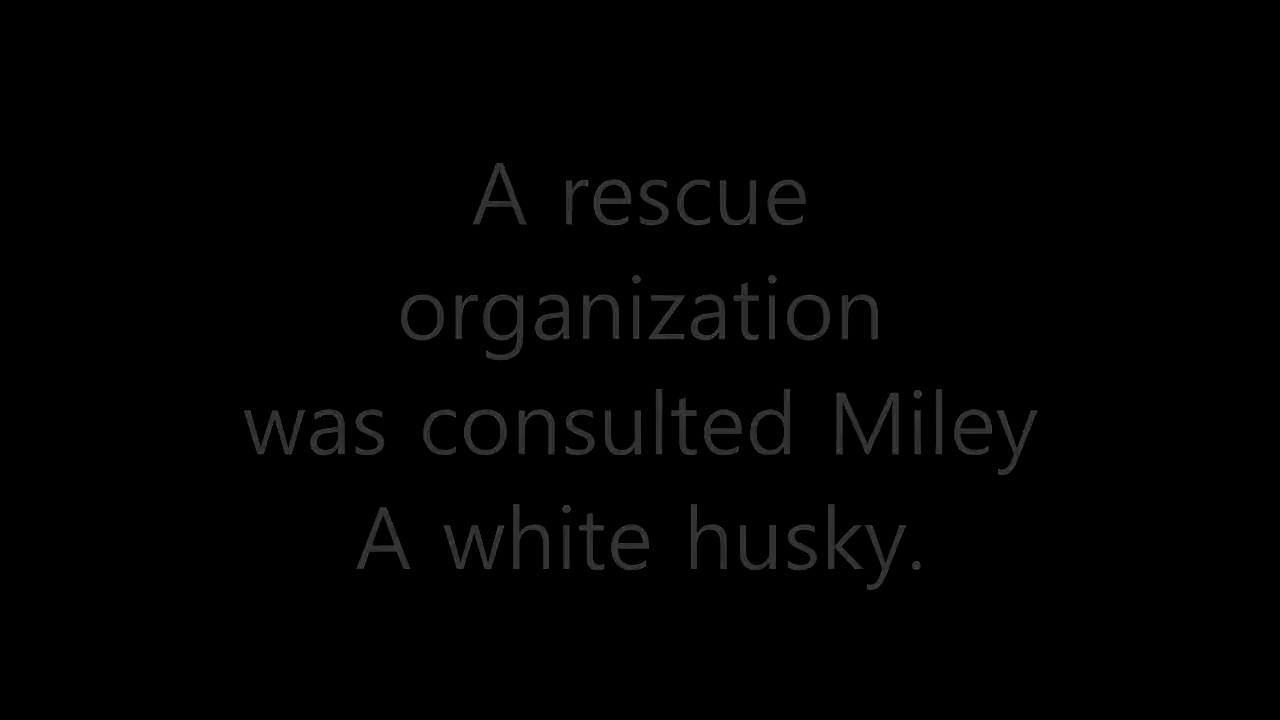 A rescue
organization
was consulted Miley
A white husky.